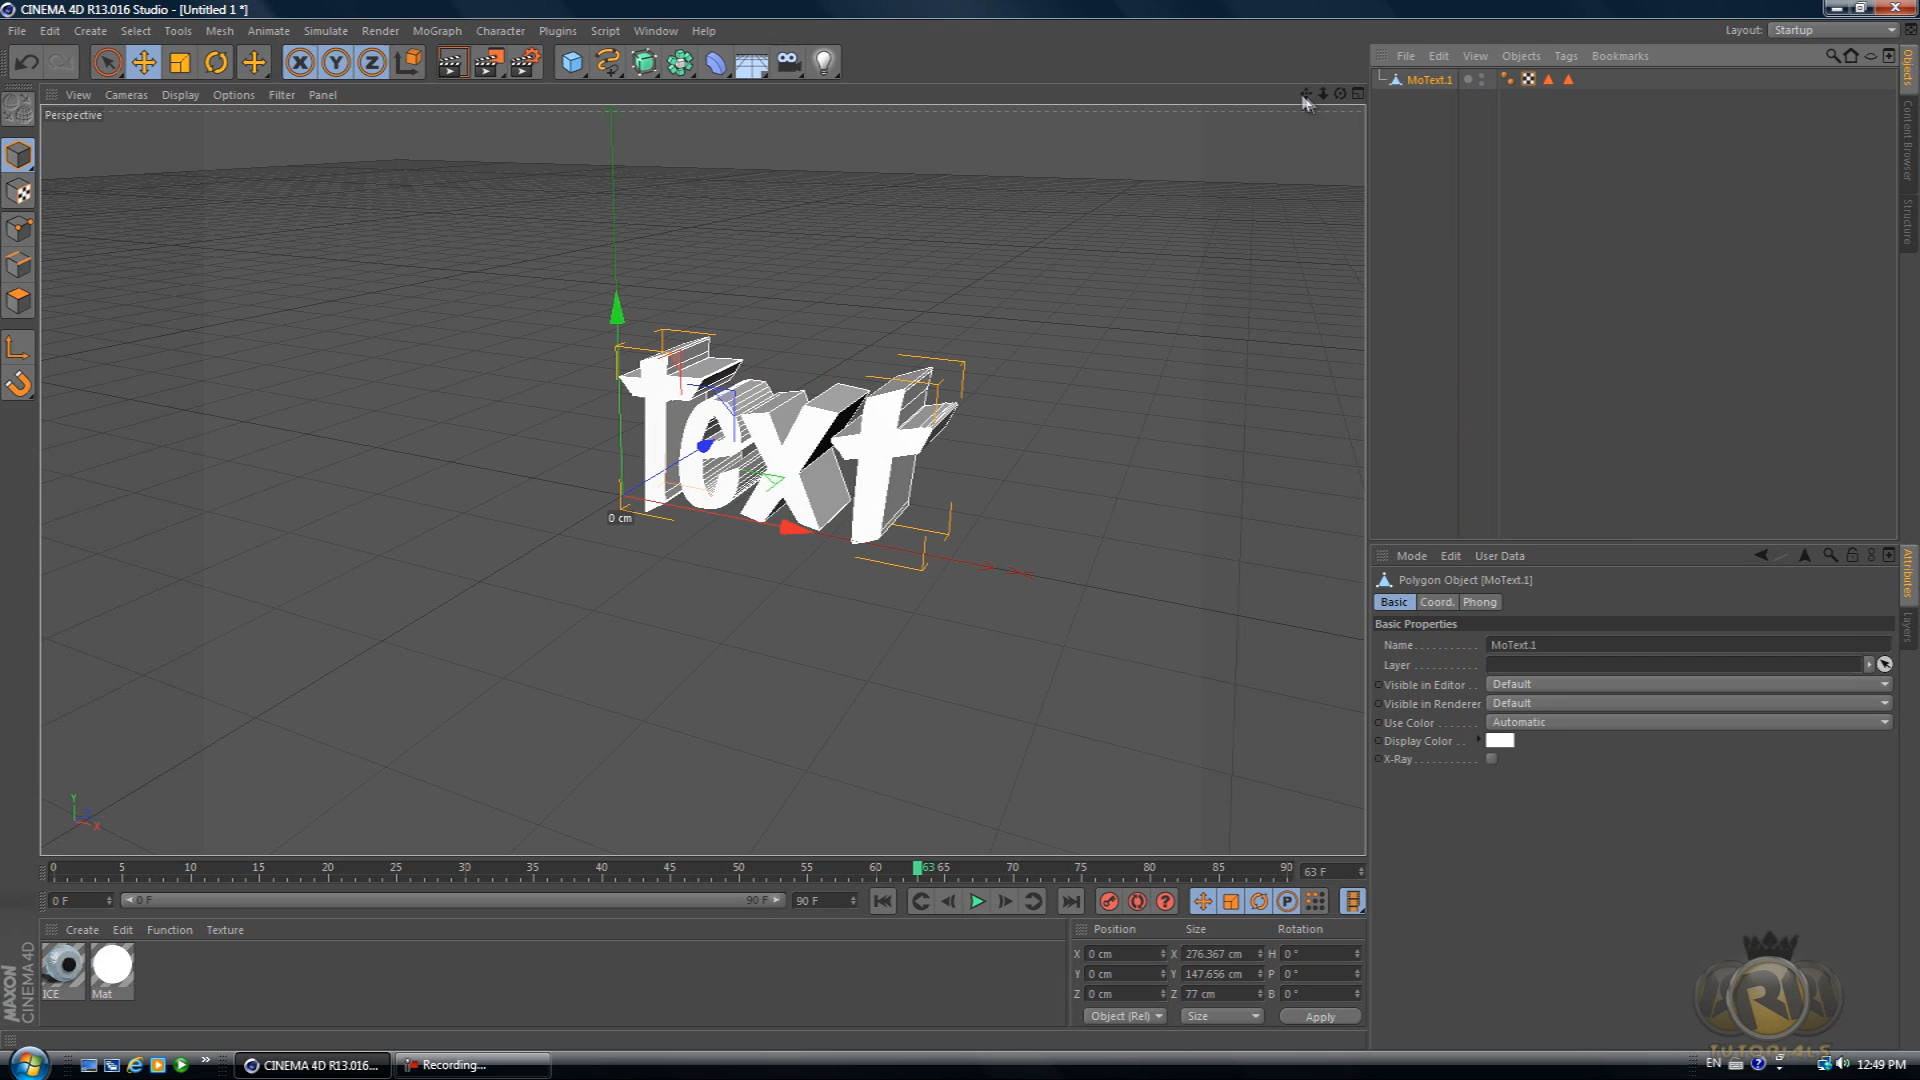 CINEMA 4D R13.016 Studio - [Untitled 1 *]
File Edit Create Select Tools Mesh Animate Simulate Render MoGraph Character Plugins Script Window Help
Layout: Startup
X Y Z
File Edit View Objects Tags Bookmarks
MoText.1
View Cameras Display Options Filter Panel
Perspective
Text
0 cm
Y
X
Objects
Content Browser
Structure
Mode Edit User Data
Polygon Object [MoText.1]
Basic Coord. Phong
Basic Properties
Name MoText.1
Layer
Visible in Editor Default
Visible in Renderer Default
Use Color Automatic
Display Color
X-Ray
Attributes
Layers
0 5 10 15 20 25 30 35 40 45 50 55 60 63 65 70 75 80 85 90 63 F
0 F 0 F 90 F 90 F
P
Create Edit Function Texture
ICE Mat
MAXON
CINEMA 4D
Position Size Rotation
X 0 cm X 276.367 cm H 0 °
Y 0 cm Y 147.656 cm P 0 °
Z 0 cm Z 77 cm B 0 °
Object (Rel) Size Apply
TUTORI4LS
CINEMA 4D R13.016... Recording...
EN 12:49 PM